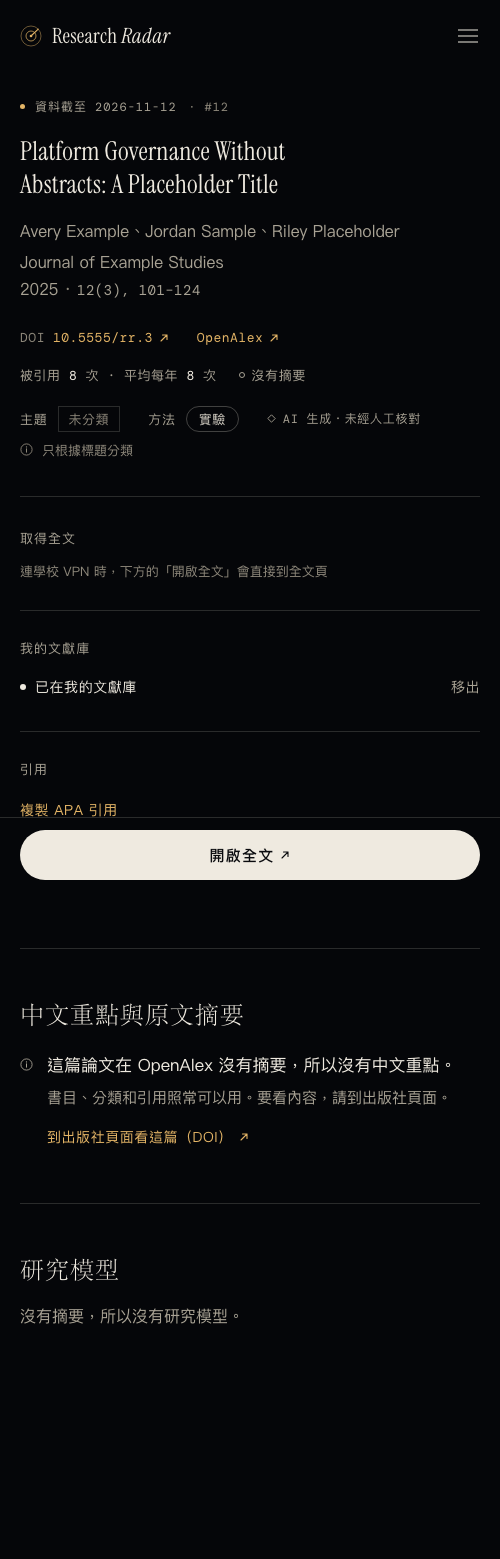 Research Radar
資料截至 2026-11-12 · #12
Platform Governance Without
Abstracts: A Placeholder Title
Avery Example、Jordan Sample、Riley Placeholder
Journal of Example Studies
2025 · 12(3), 101–124
DOI 10.5555/rr.3 ↗ OpenAlex ↗
被引用 8 次 · 平均每年 8 次 沒有摘要
主題 未分類 方法 實驗 ◇ AI 生成·未經人工核對
ⓘ 只根據標題分類
取得全文
連學校 VPN 時，下方的「開啟全文」會直接到全文頁
我的文獻庫
已在我的文獻庫 移出
引用
複製 APA 引用
開啟全文 ↗
中文重點與原文摘要
ⓘ 這篇論文在 OpenAlex 沒有摘要，所以沒有中文重點。
書目、分類和引用照常可以用。要看內容，請到出版社頁面。
到出版社頁面看這篇（DOI） ↗
研究模型
沒有摘要，所以沒有研究模型。